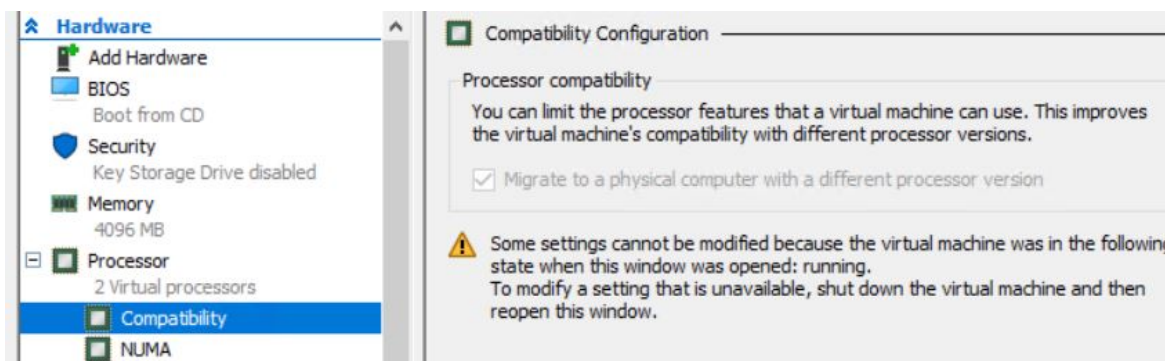 Hardware
Add Hardware
BIOS
Boot from CD
Security
Key Storage Drive disabled
Memory
4096 MB
Processor
2 Virtual processors
Compatibility
NUMA
Compatibility Configuration
Processor compatibility
You can limit the processor features that a virtual machine can use. This improves
the virtual machine's compatibility with different processor versions.
Migrate to a physical computer with a different processor version
Some settings cannot be modified because the virtual machine was in the following
state when this window was opened: running.
To modify a setting that is unavailable, shut down the virtual machine and then
reopen this window.